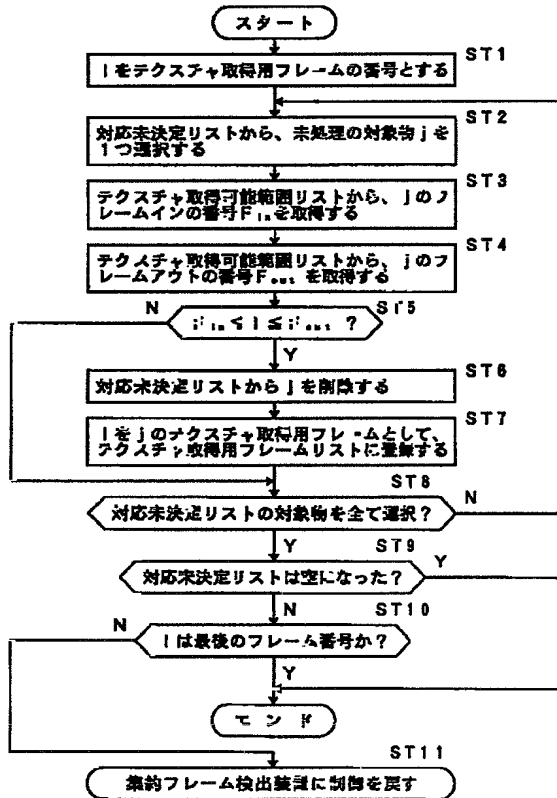 スタート
ST1
iをテクスチャ取得用フレームの番号とする
ST2
対応未決定リストから、未処理の対象物jを
1つ選択する
ST3
テクスチャ取得可能範囲リストから、jのフ
レームインの番号Finを取得する
ST4
テクスチャ取得可能範囲リストから、jのフ
レームアウトの番号Foutを取得する
ST5
N
Fin≦i≦Fout ?
Y
ST6
対応未決定リストからjを削除する
ST7
iをjのテクスチャ取得用フレームとして、
テクスチャ取得用フレームリストに登録する
ST8
対応未決定リストの対象物を全て選択?
N
Y
ST9
対応未決定リストは空になった?
Y
N
ST10
N
iは最後のフレーム番号か?
Y
エンド
ST11
集約フレーム検出装置に制御を戻す